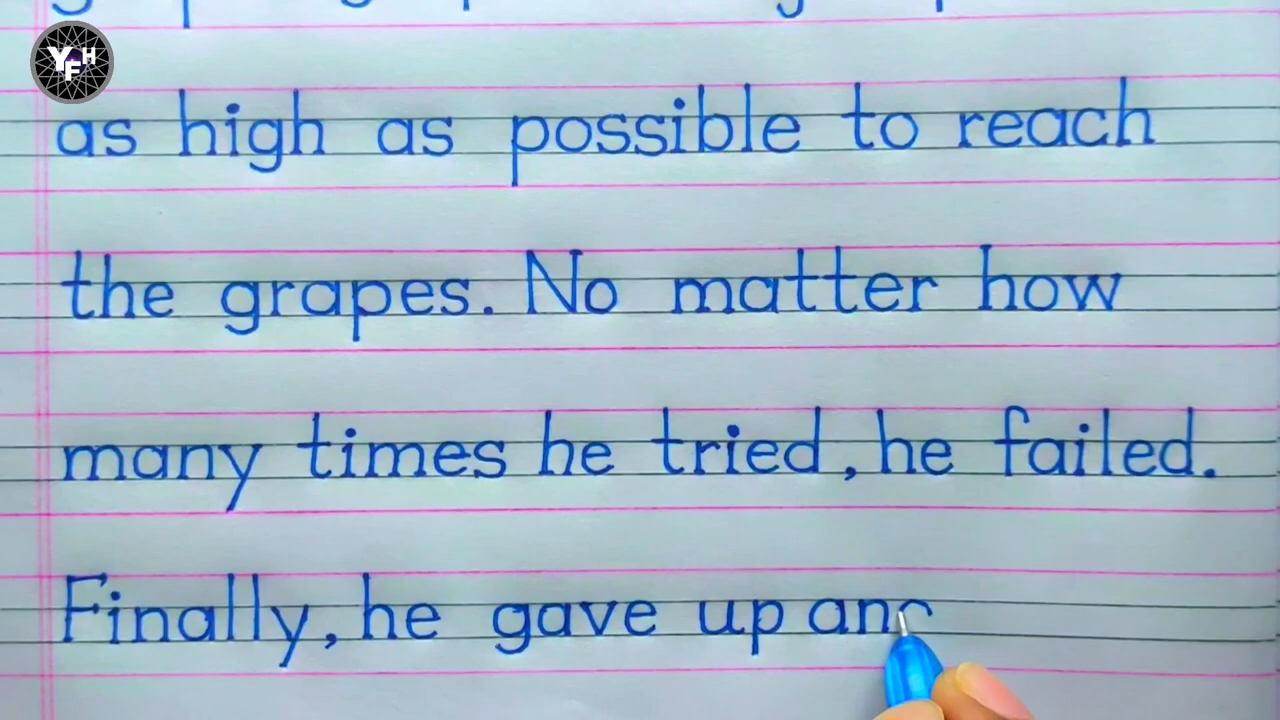 YFH
as high as possible to reach
the grapes. No matter how
many times he tried, he failed.
Finally, he gave up an